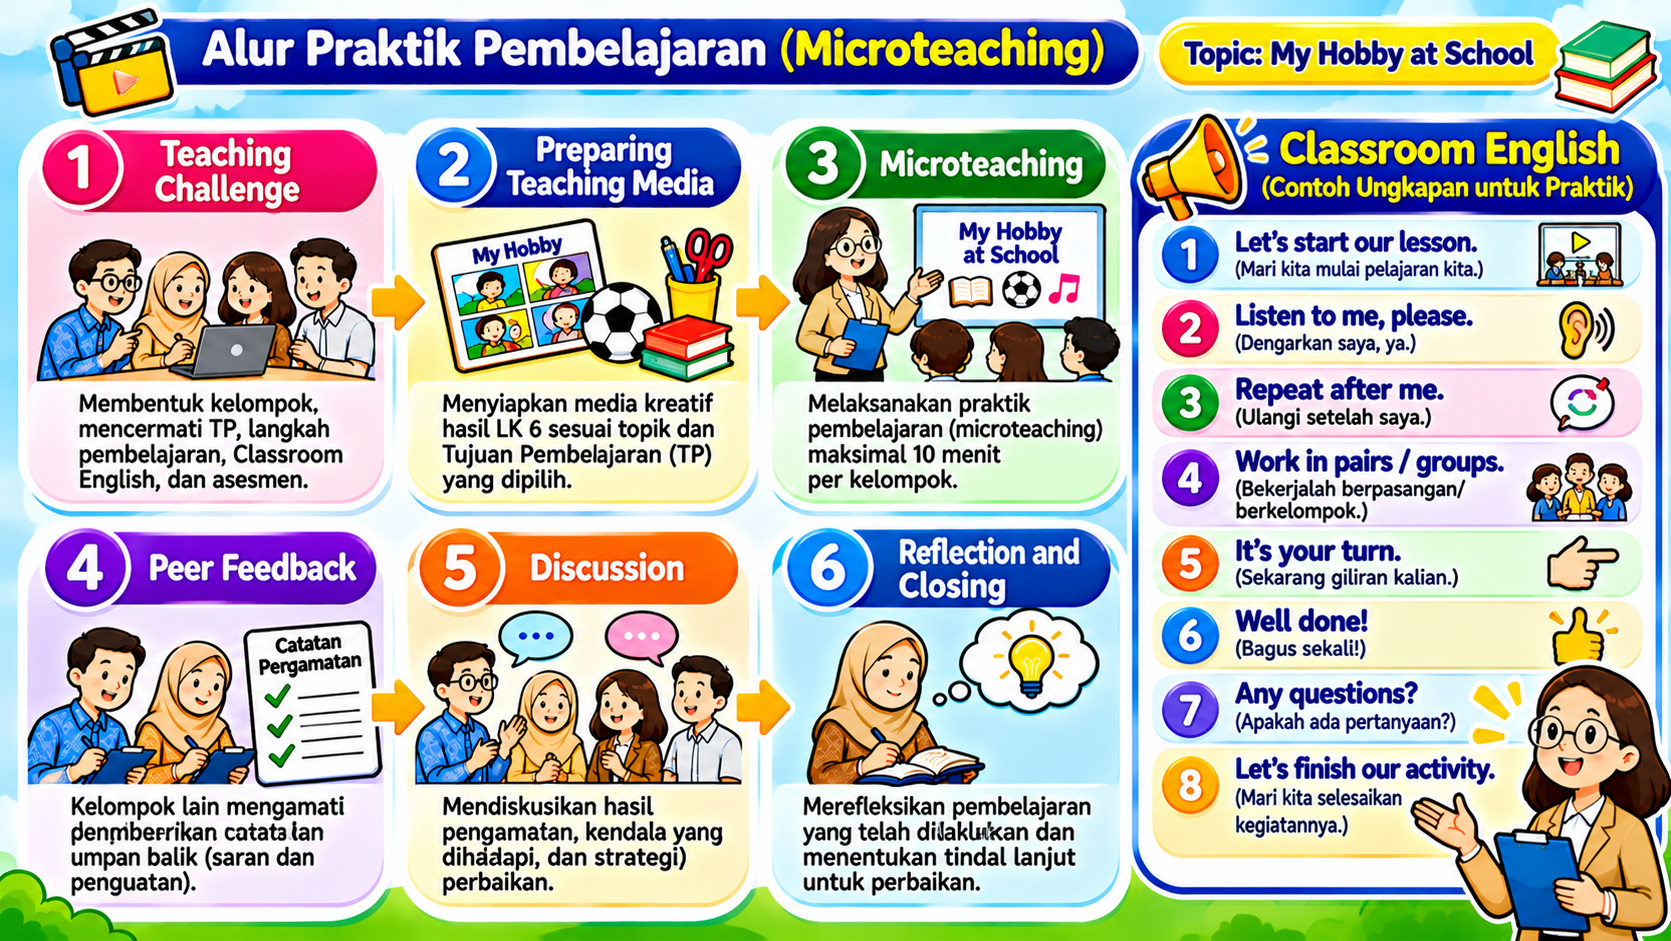 Alur Praktik Pembelajaran (Microteaching)
Topic: My Hobby at School
1
Teaching
Challenge
Membentuk kelompok,
mencermati TP, langkah
pembelajaran, Classroom
English, dan asesmen.
2
Preparing
Teaching Media
My Hobby
Menyiapkan media kreatif
hasil LK 6 sesuai topik dan
Tujuan Pembelajaran (TP)
yang dipilih.
3
Microteaching
My Hobby
at School
Melaksanakan praktik
pembelajaran (microteaching)
maksimal 10 menit
per kelompok.
4
Peer Feedback
Catatan
Pergamatan
Kelompok lain mengamati
catata
umpan balik (saran dan
penguatan).
5
Discussion
Mendiskusikan hasil
pengamatan, kendala yang
dihadapi, dan strategi)
perbaikan.
6
Reflection and
Closing
Merefleksikan pembelajaran
yang telah dan
menentukan tindal lanjut
untuk perbaikan.
Classroom English
(Contoh Ungkapan untuk Praktik)
1
Let's start our lesson.
(Mari kita mulai pelajaran kita.)
2
Listen to me, please.
(Dengarkan saya, ya.)
3
Repeat after me.
(Ulangi setelah saya.)
4
Work in pairs / groups.
(Bekerjalah berpasangan/
berkelompok.)
5
It's your turn.
(Sekarang giliran kalian.)
6
Well done!
(Bagus sekali!)
7
Any questions?
(Apakah ada pertanyaan?)
8
Let's finish our activity.
(Mari kita selesaikan
kegiatannya.)